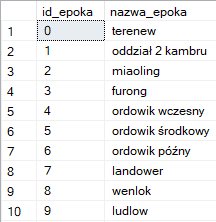 id_epoka nazwa_epoka
1 0 terenew
2 1 oddział 2 kambru
3 2 miaoling
4 3 furong
5 4 ordowik wczesny
6 5 ordowik środkowy
7 6 ordowik późny
8 7 landower
9 8 wenlok
10 9 ludlow